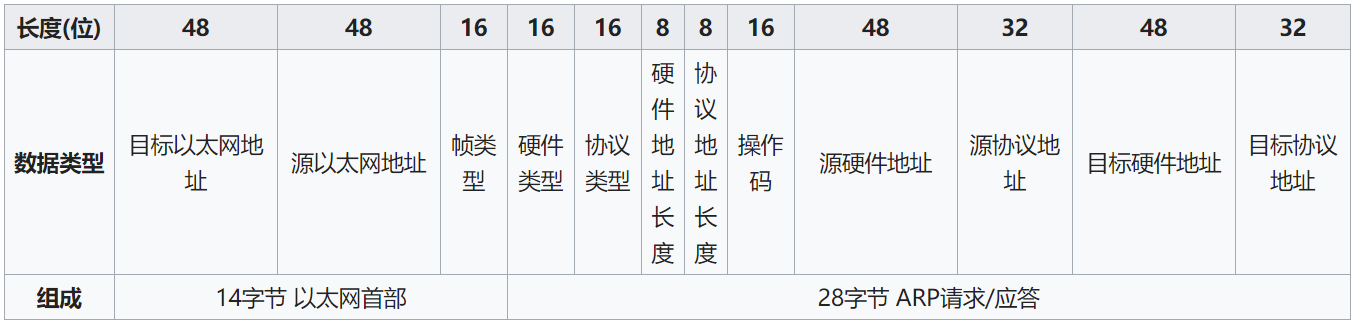 长度(位) 48 48 16 16 16 8 8 16 48 32 48 32
数据类型
目标以太网地
址
源以太网地址
帧类
型
硬件
类型
协议
类型
硬
件
地
址
长
度
协
议
地
址
长
度
操作
码
源硬件地址
源协议地
址
目标硬件地址
目标协议
地址
组成 14字节 以太网首部 28字节 ARP请求/应答